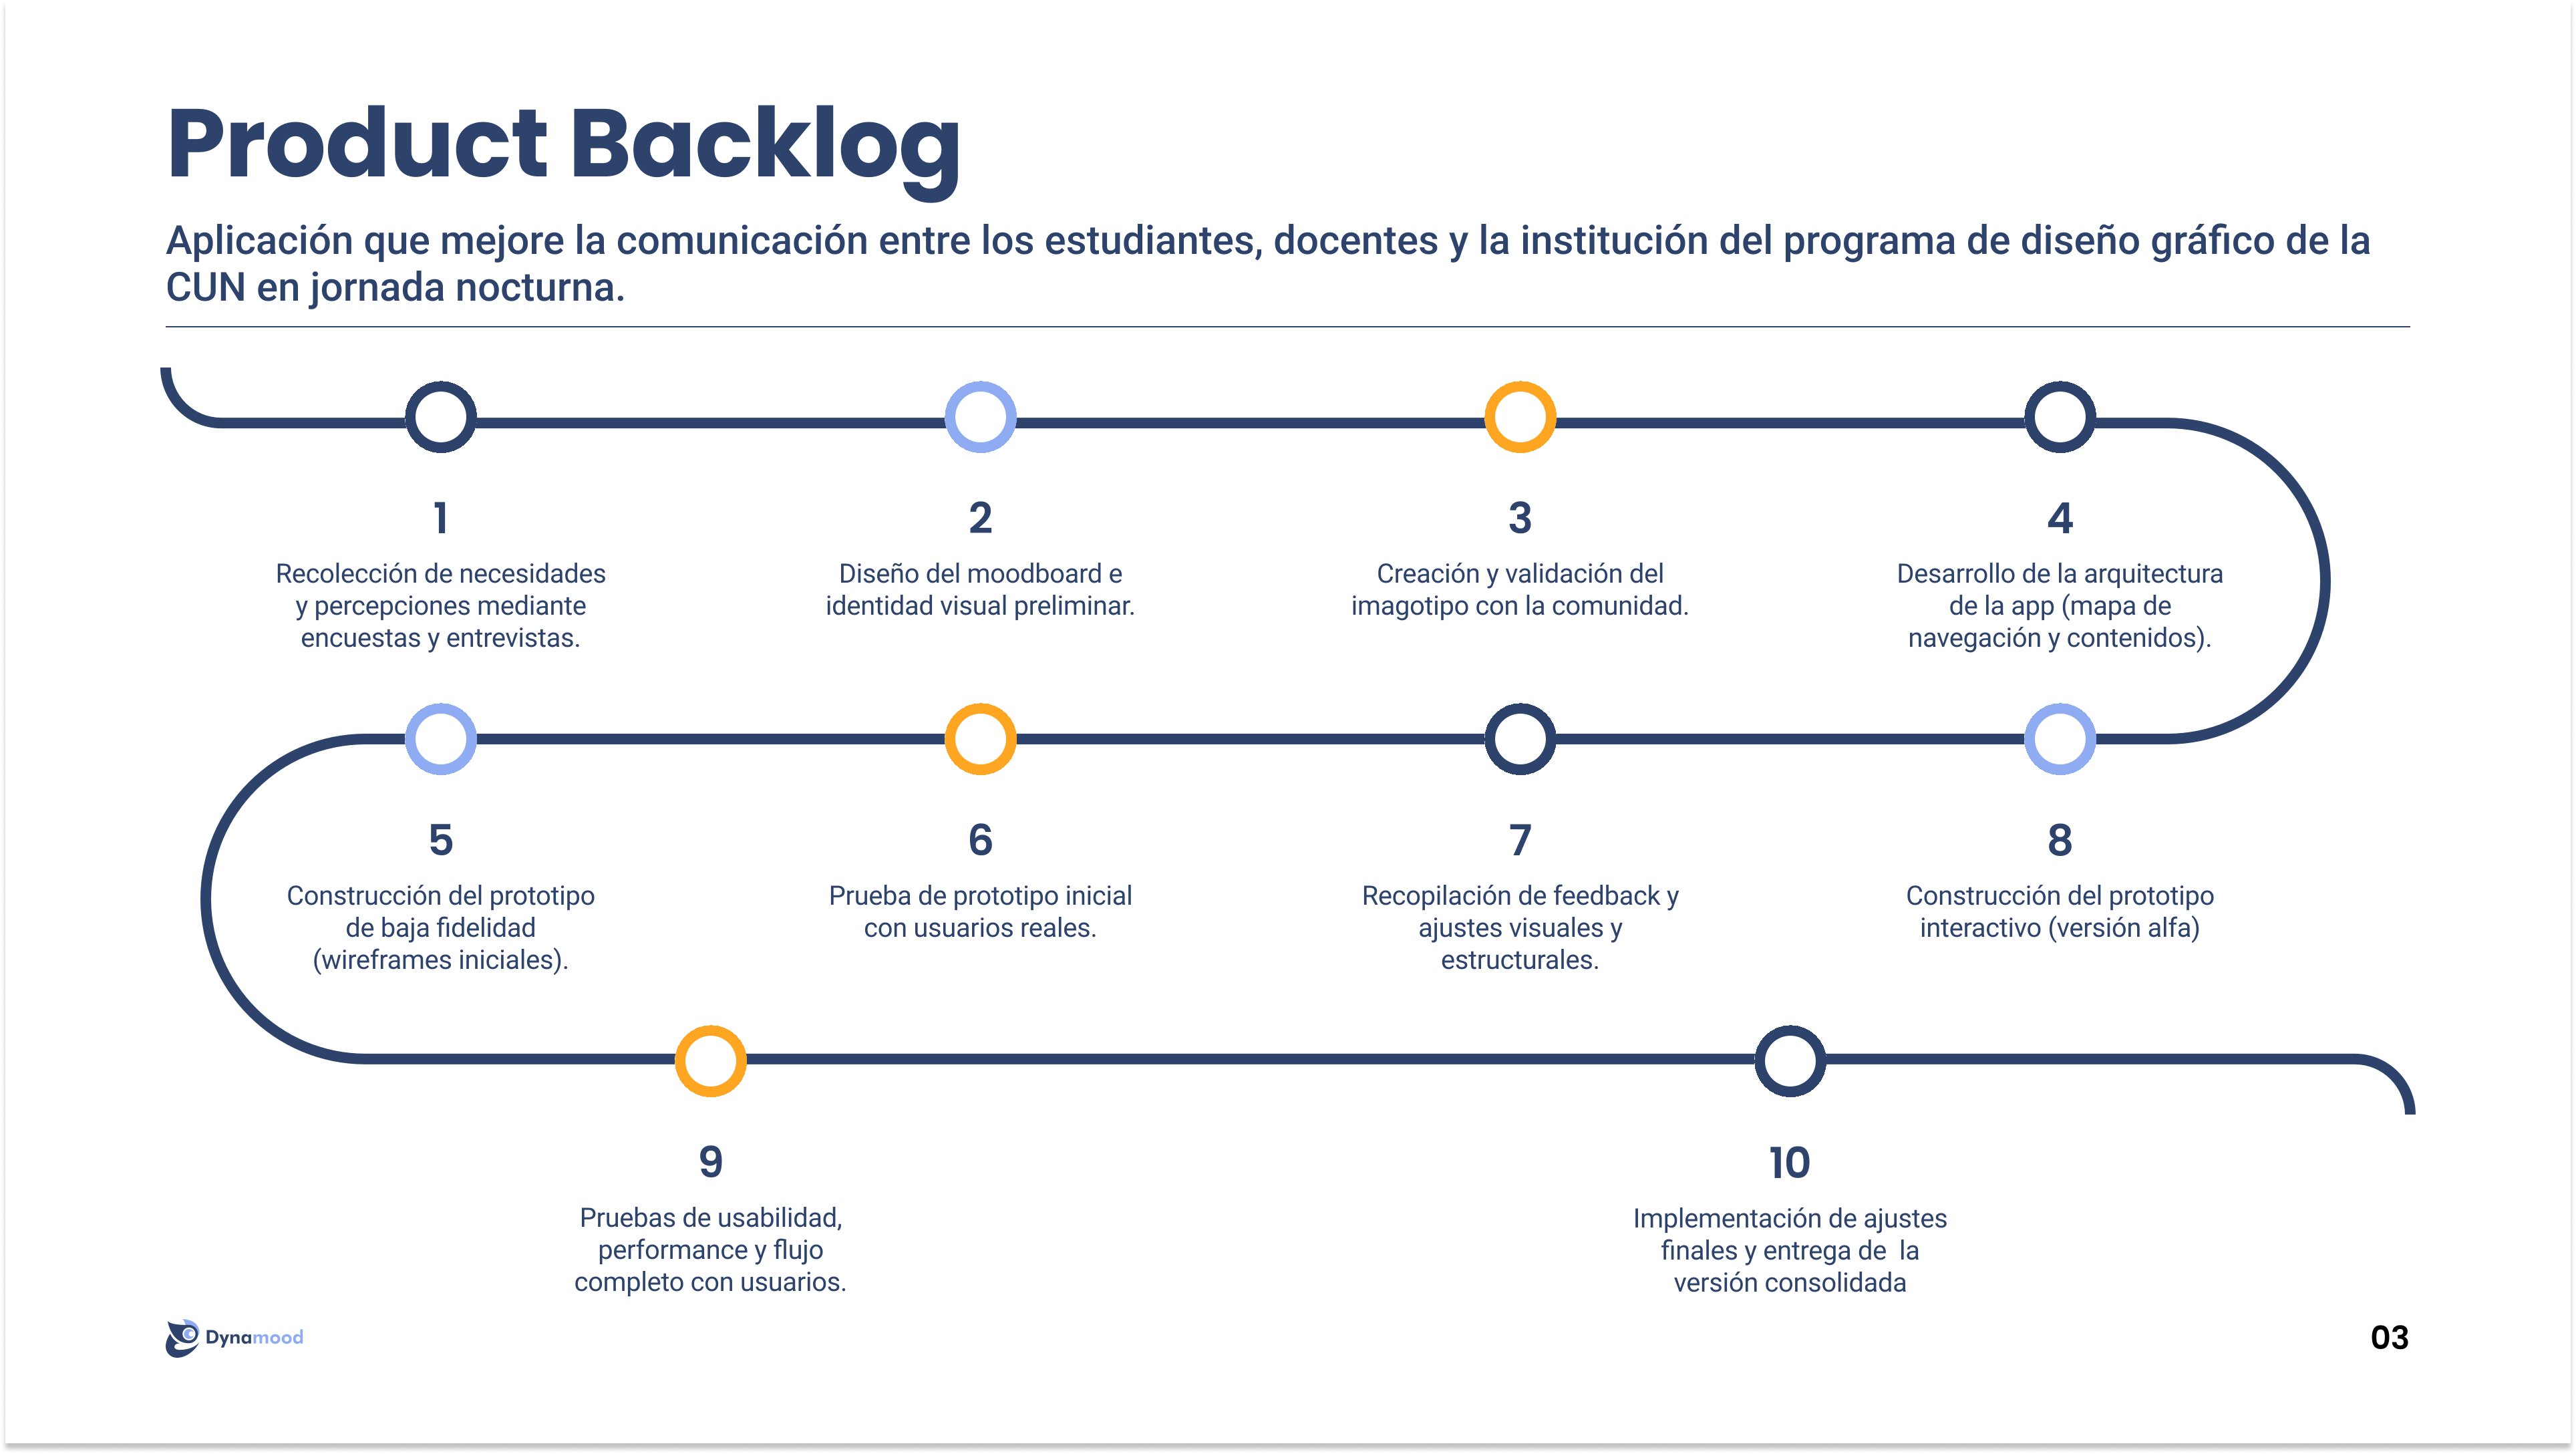 Product Backlog
Aplicación que mejore la comunicación entre los estudiantes, docentes y la institución del programa de diseño gráfico de la
CUN en jornada nocturna.
1
Recolección de necesidades
y percepciones mediante
encuestas y entrevistas.
2
Diseño del moodboard e
identidad visual preliminar.
3
Creación y validación del
imagotipo con la comunidad.
4
Desarrollo de la arquitectura
de la app (mapa de
navegación y contenidos).
5
Construcción del prototipo
de baja fidelidad
(wireframes iniciales).
6
Prueba de prototipo inicial
con usuarios reales.
7
Recopilación de feedback y
ajustes visuales y
estructurales.
8
Construcción del prototipo
interactivo (versión alfa)
9
Pruebas de usabilidad,
performance y flujo
completo con usuarios.
10
Implementación de ajustes
finales y entrega de  la
versión consolidada
Dynamood
03